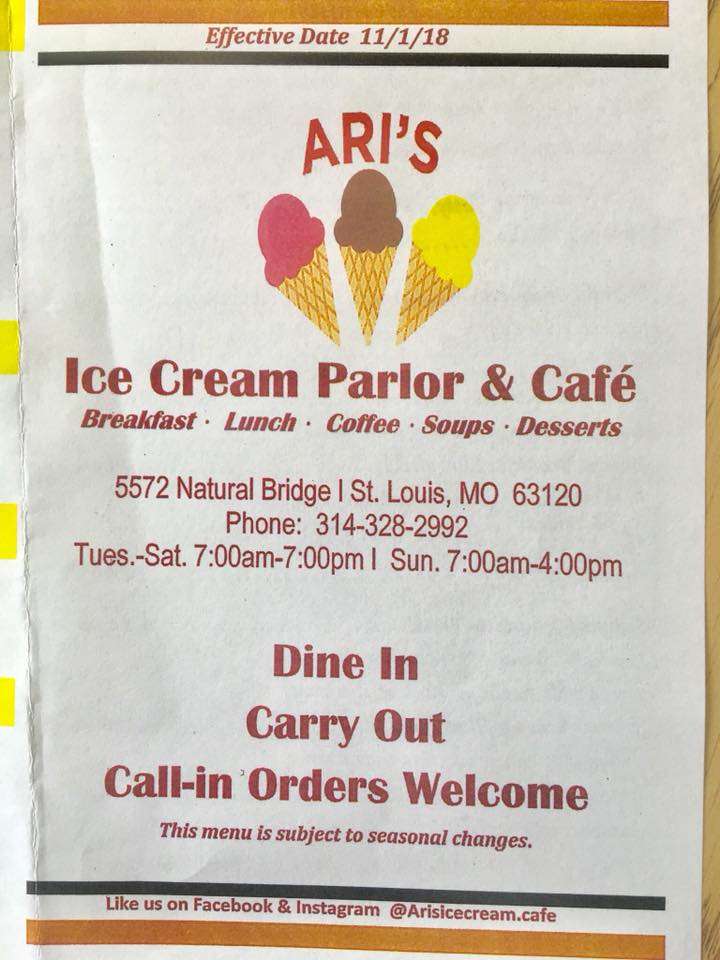 Effective Date 11/1/18
ARI'S
Ice Cream Parlor & Café
Breakfast · Lunch · Coffee · Soups · Desserts
5572 Natural Bridge | St. Louis, MO 63120
Phone: 314-328-2992
Tues.-Sat. 7:00am-7:00pm | Sun. 7:00am-4:00pm
Dine In
Carry Out
Call-in Orders Welcome
This menu is subject to seasonal changes.
Like us on Facebook & Instagram @Arisicecream.cafe